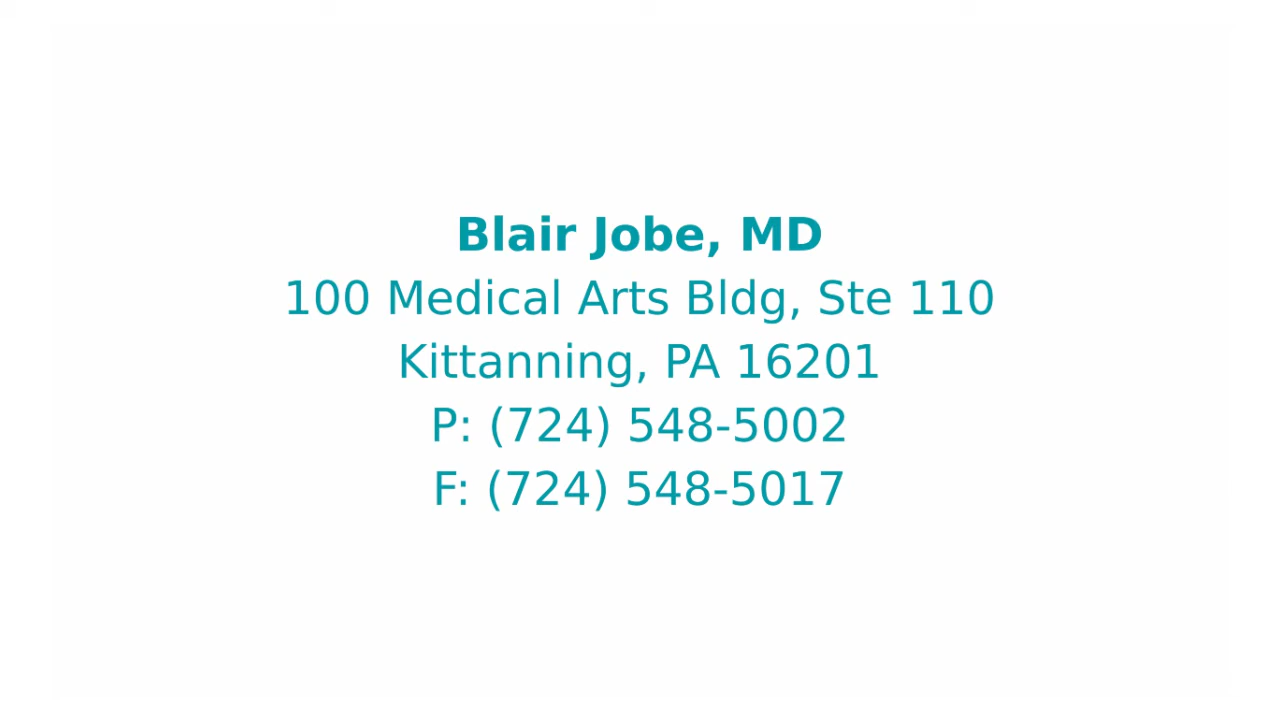 Blair Jobe, MD
100 Medical Arts Bldg, Ste 110
Kittanning, PA 16201
P: (724) 548-5002
F: (724) 548-5017